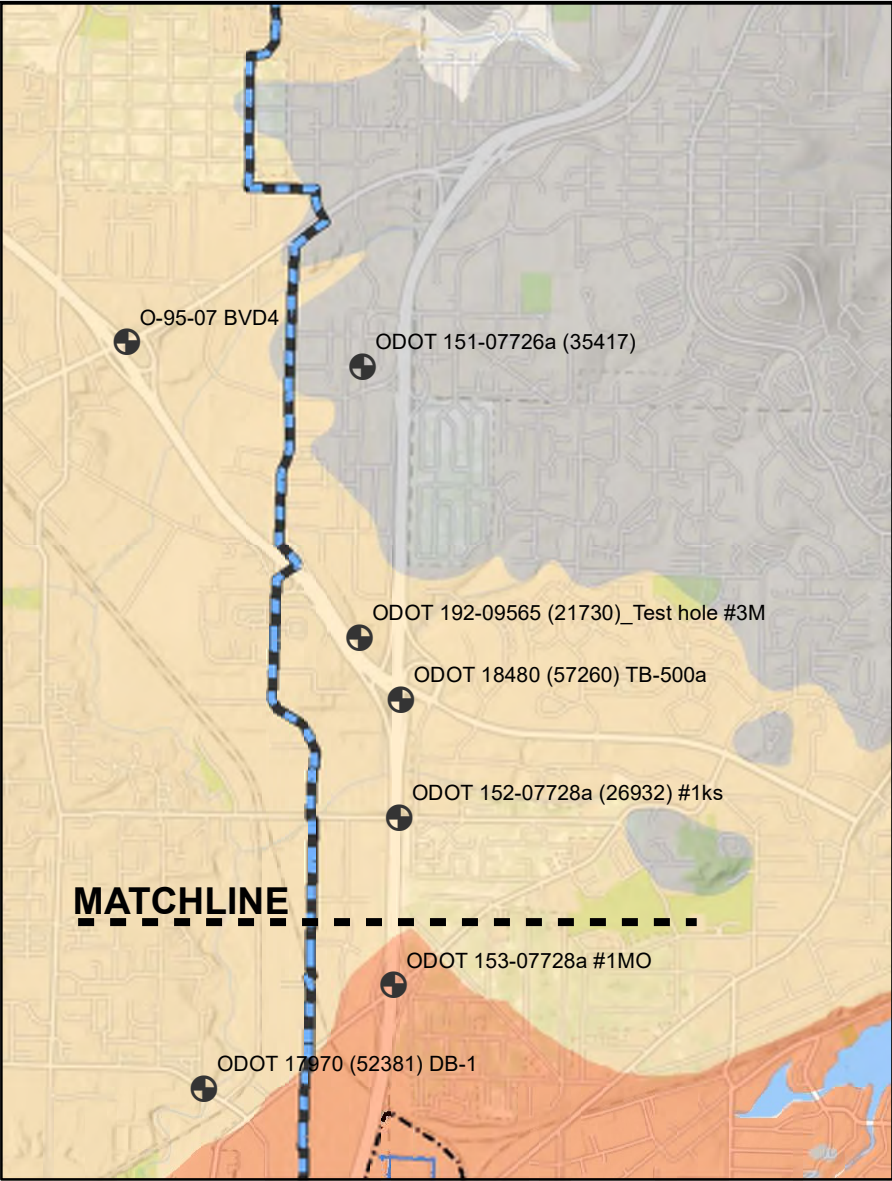 O-95-07 BVD4
ODOT 151-07726a (35417)
ODOT 192-09565 (21730)_Test hole #3M
ODOT 18480 (57260) TB-500a
ODOT 152-07728a (26932) #1ks
MATCHLINE
ODOT 153-07728a #1MO
ODOT 17970 (52381) DB-1